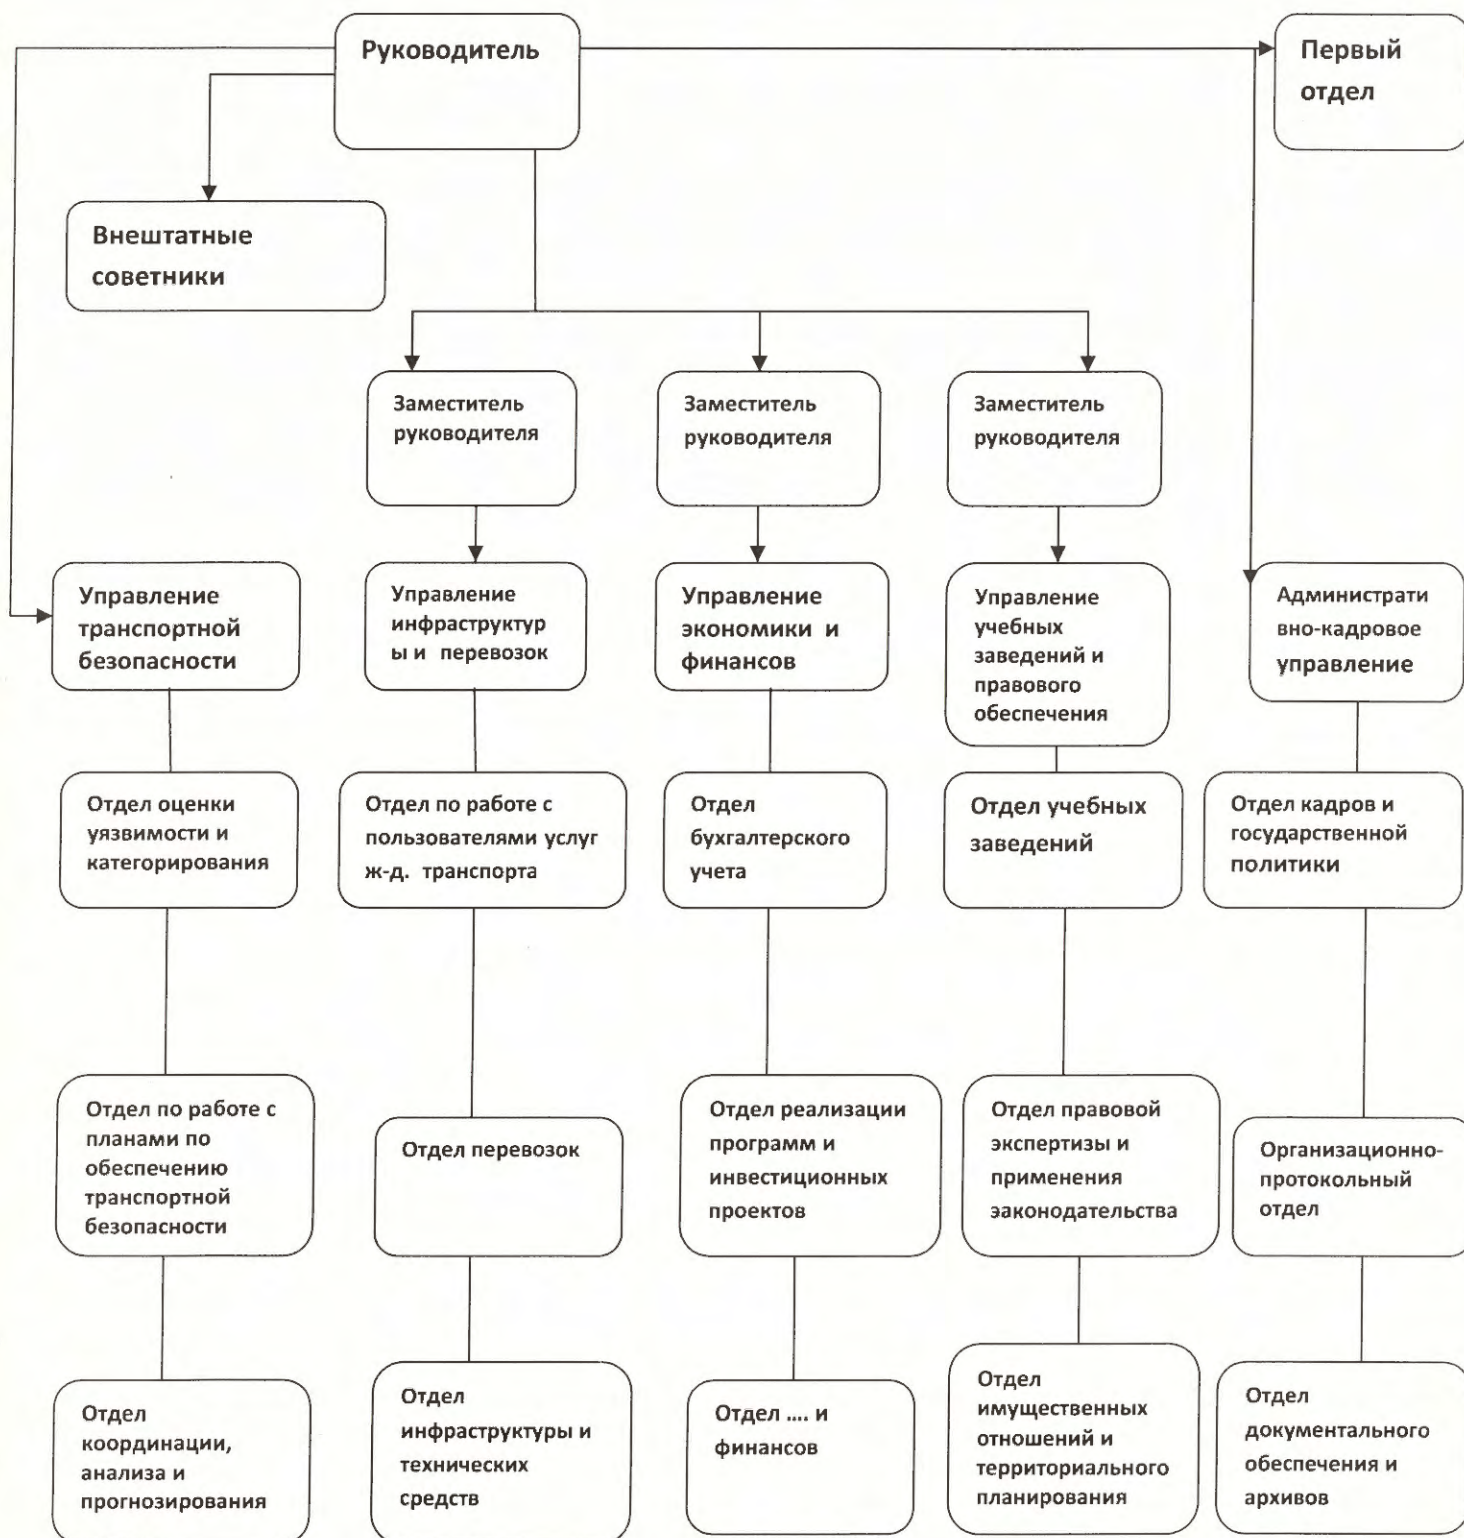 Руководитель
Первый
отдел
Внештатные
советники
Заместитель
руководителя
Заместитель
руководителя
Заместитель
руководителя
Управление
транспортной
безопасности
Управление
инфраструктур
ы и перевозок
Управление
экономики и
финансов
Управление
учебных
заведений и
правового
обеспечения
Администрати
вно-кадровое
управление
Отдел оценки
уязвимости и
категорирования
Отдел по работе с
пользователями услуг
ж-д. транспорта
Отдел
бухгалтерского
учета
Отдел учебных
заведений
Отдел кадров и
государственной
политики
Отдел по работе с
планами по
обеспечению
транспортной
безопасности
Отдел перевозок
Отдел реализации
программ и
инвестиционных
проектов
Отдел правовой
экспертизы и
применения
эаконодательства
Организационно-
протокольный
отдел
Отдел
координации,
анализа и
прогнозирования
Отдел
инфраструктуры и
технических
средств
Отдел .... и
финансов
Отдел
имущественных
отношений и
территориального
планирования
Отдел
документального
обеспечения и
архивов